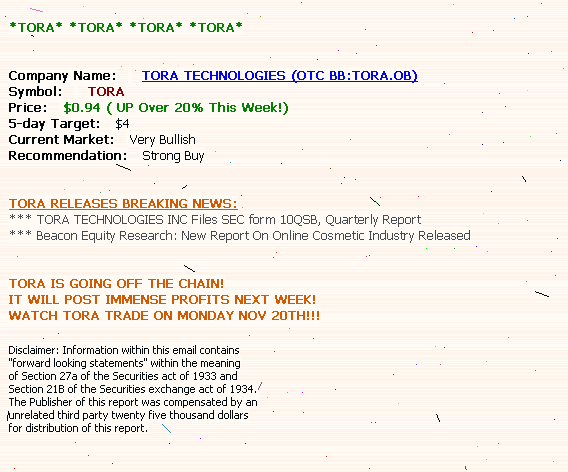 *TORA* *TORA* *TORA* *TORA*
Company Name: TORA TECHNOLOGIES (OTC BB:TORA.OB)
Symbol: TORA
Price: $0.94 ( UP Over 20% This Week!)
5-day Target: $4
Current Market: Very Bullish
Recommendation: Strong Buy
TORA RELEASES BREAKING NEWS:
*** TORA TECHNOLOGIES INC Files SEC form 10QSB, Quarterly Report
*** Beacon Equity Research: New Report On Online Cosmetic Industry Released
TORA IS GOING OFF THE CHAIN!
IT WILL POST IMMENSE PROFITS NEXT WEEK!
WATCH TORA TRADE ON MONDAY NOV 20TH!!!
Disclaimer: Information within this email contains
"forward looking statements" within the meaning
of Section 27a of the Securities act of 1933 and
Section 21B of the Securities exchange act of 1934.
The Publisher of this report was compensated by an
unrelated third party twenty five thousand dollars
for distribution of this report.